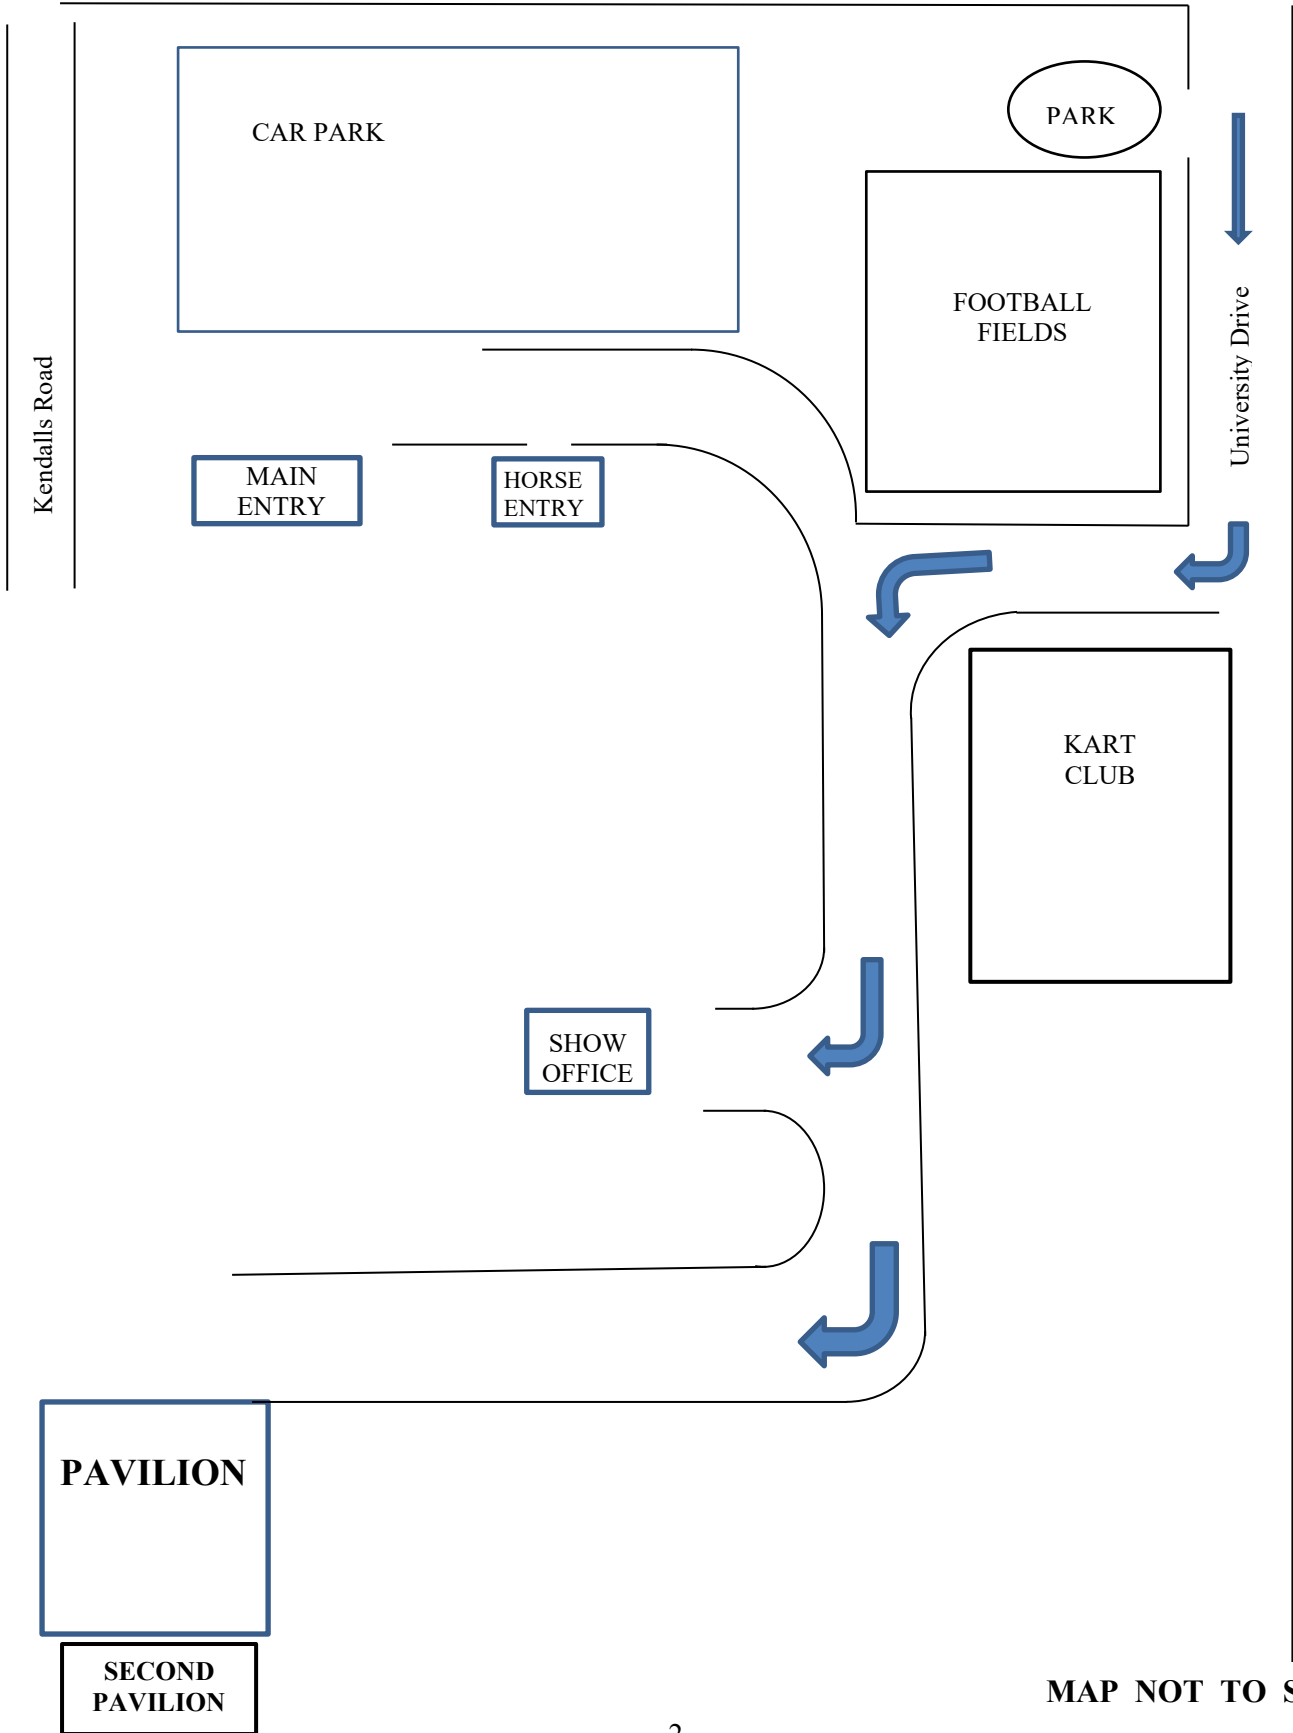 CAR PARK
PARK
FOOTBALL
FIELDS
University Drive
Kendalls Road
MAIN
ENTRY
HORSE
ENTRY
KART
CLUB
SHOW
OFFICE
PAVILION
SECOND
PAVILION
MAP NOT TO